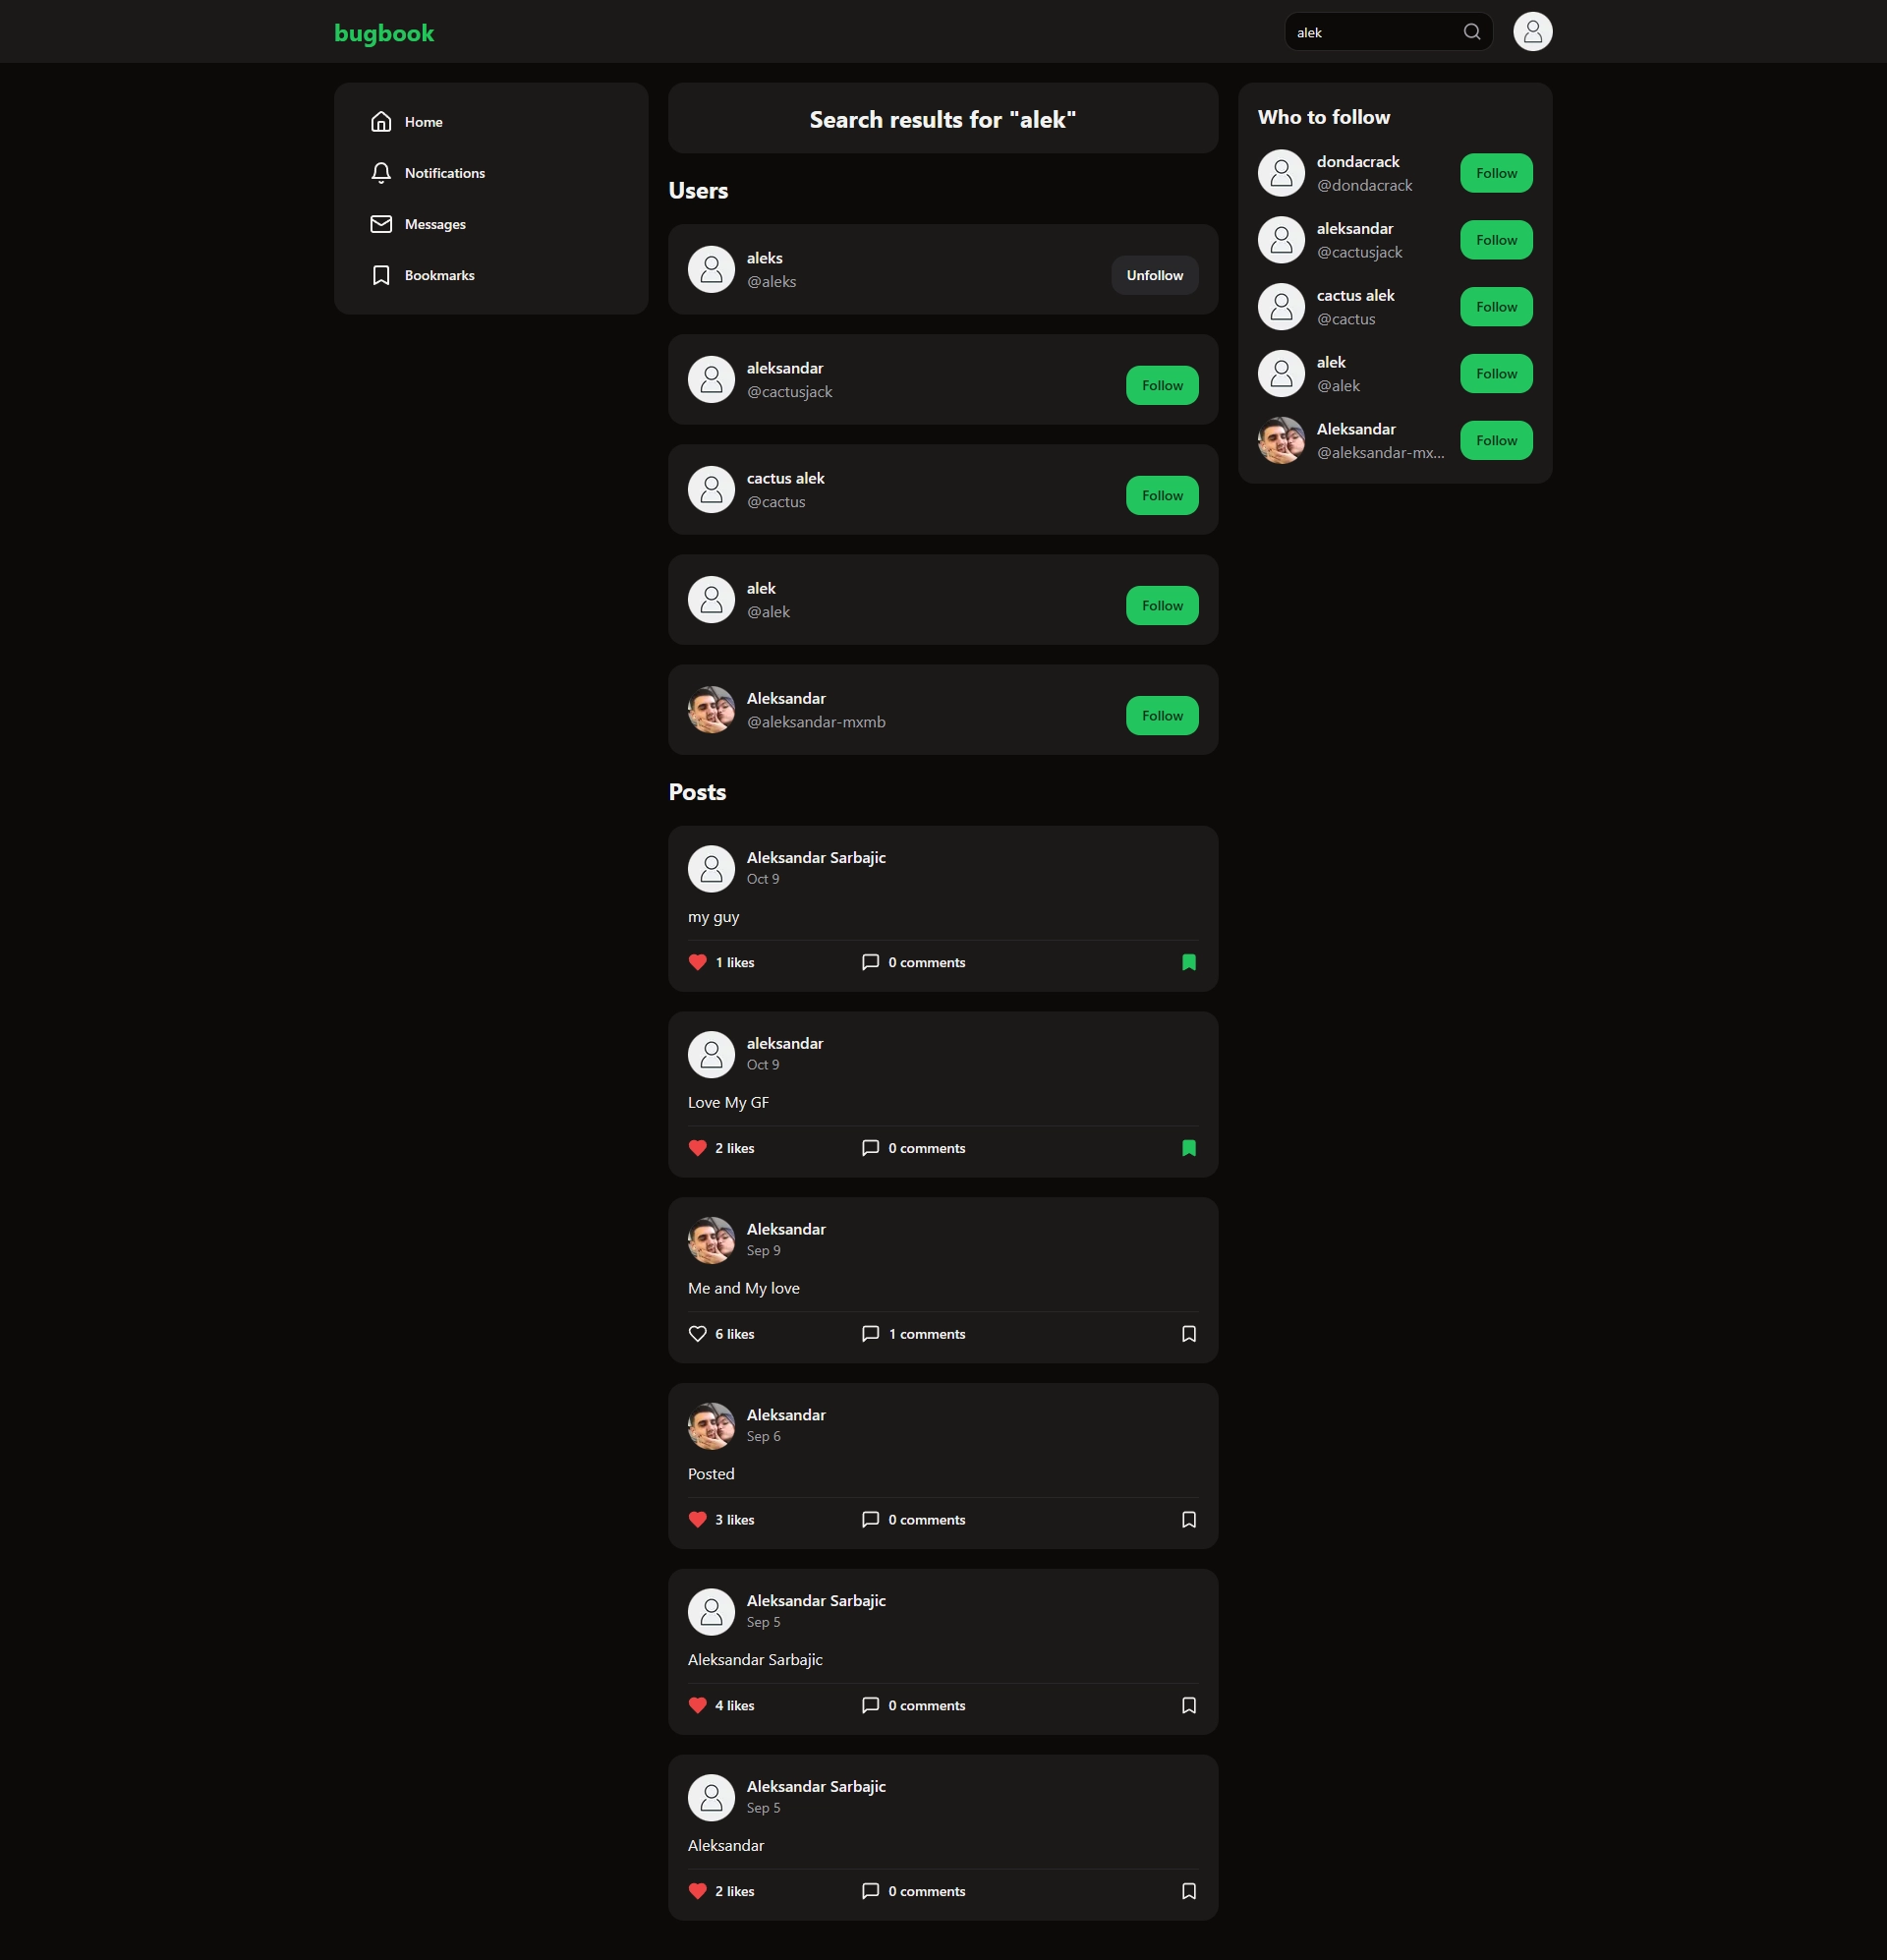 bugbook
alek
Home
Notifications
Messages
Bookmarks
Search results for "alek"
Users
aleks
@aleks
Unfollow
aleksandar
@cactusjack
Follow
cactus alek
@cactus
Follow
alek
@alek
Follow
Aleksandar
@aleksandar-mxmb
Follow
Posts
Aleksandar Sarbajic
Oct 9
my guy
1 likes
0 comments
aleksandar
Oct 9
Love My GF
2 likes
0 comments
Aleksandar
Sep 9
Me and My love
6 likes
1 comments
Aleksandar
Sep 6
Posted
3 likes
0 comments
Aleksandar Sarbajic
Sep 5
Aleksandar Sarbajic
4 likes
0 comments
Aleksandar Sarbajic
Sep 5
Aleksandar
2 likes
0 comments
Who to follow
dondacrack
@dondacrack
Follow
aleksandar
@cactusjack
Follow
cactus alek
@cactus
Follow
alek
@alek
Follow
Aleksandar
@aleksandar-mx...
Follow